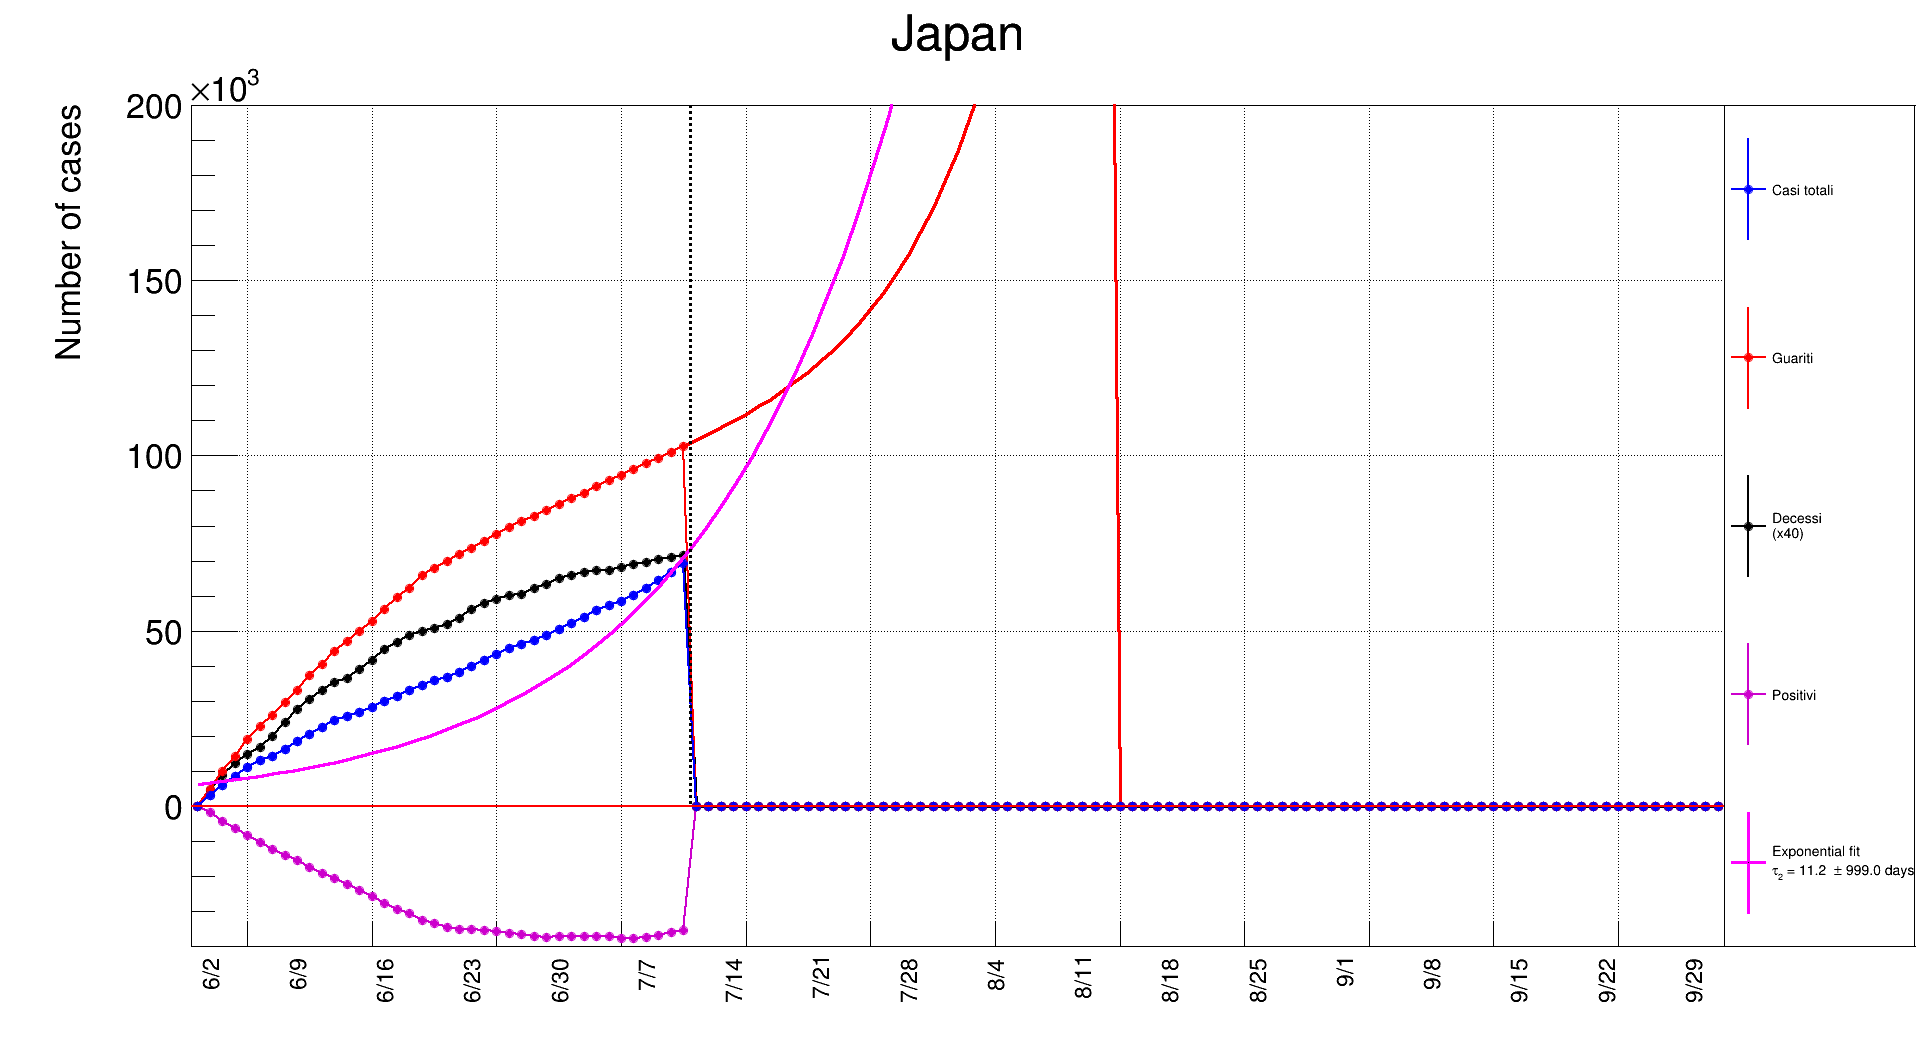 Japan
×10³
Number of cases
200
150
100
50
0
6/2
6/9
6/16
6/23
6/30
7/7
7/14
7/21
7/28
8/4
8/11
8/18
8/25
9/1
9/8
9/15
9/22
9/29
Casi totali
Guariti
Decessi
(x40)
Positivi
Exponential fit
τ₂ = 11.2 ± 999.0 days